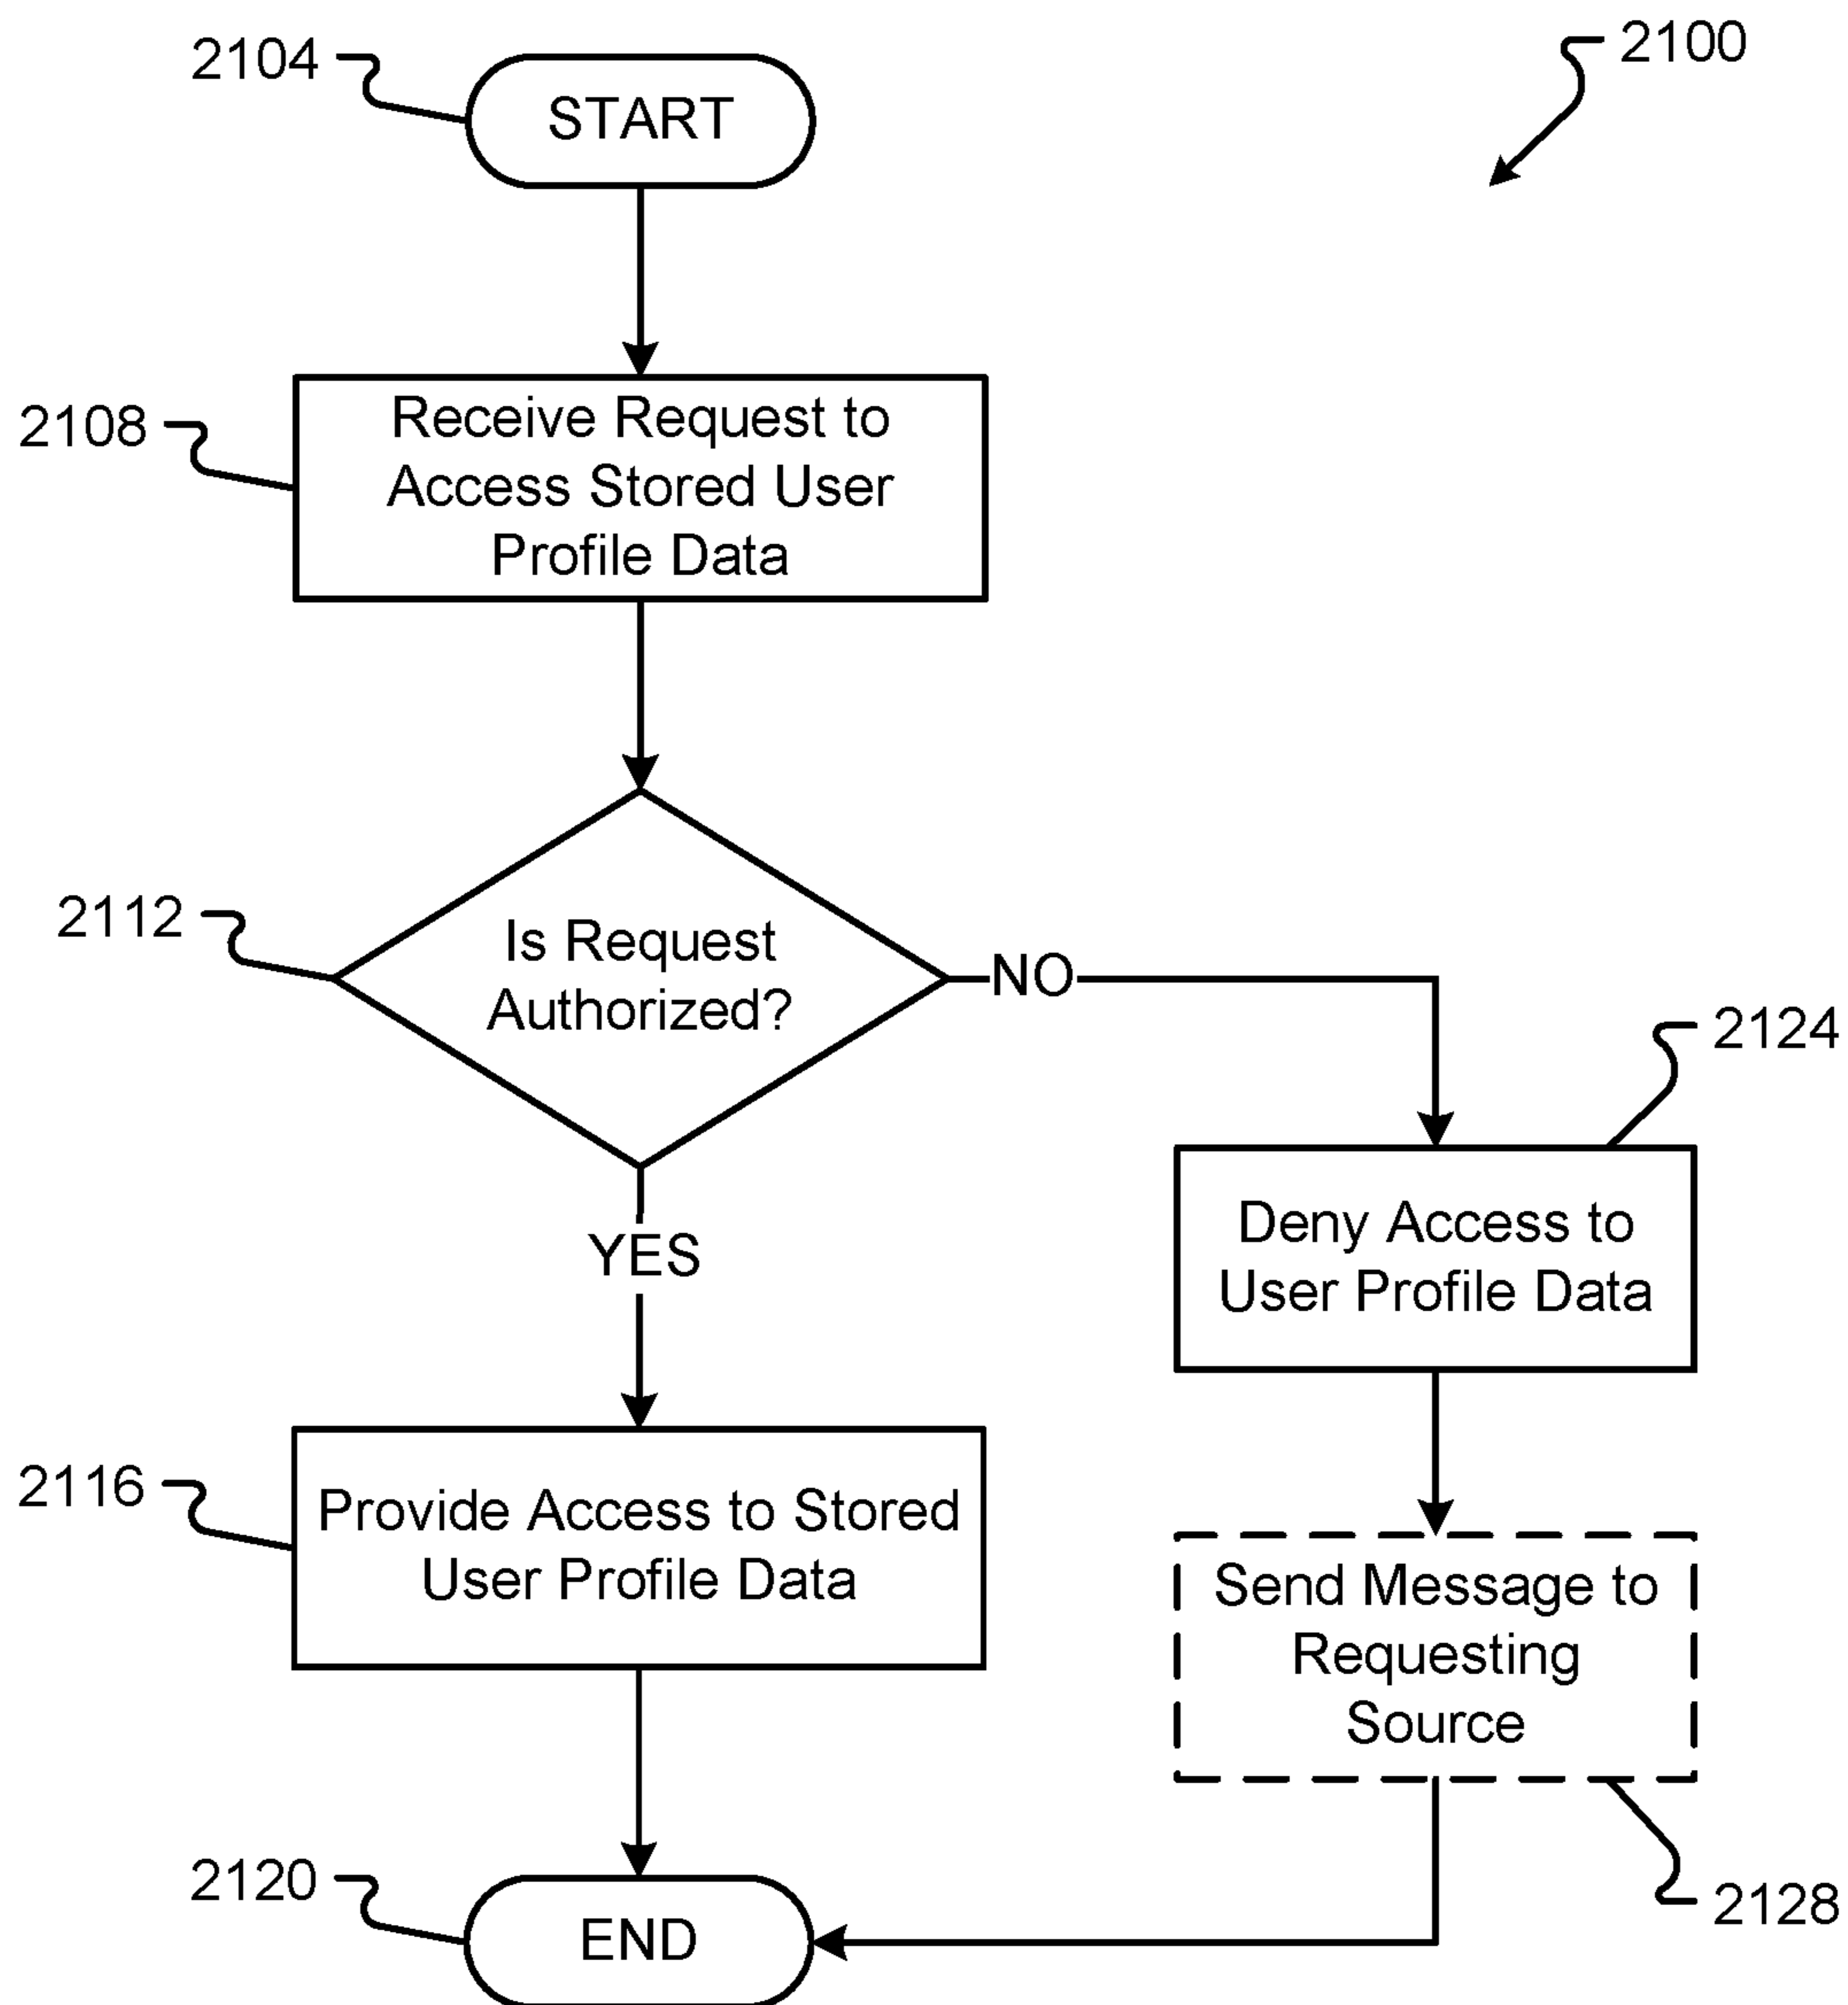 2100
2104
START
2108
Receive Request to
Access Stored User
Profile Data
2112
Is Request
Authorized?
NO
YES
2124
Deny Access to
User Profile Data
2116
Provide Access to Stored
User Profile Data
Send Message to
Requesting
Source
2120
END
2128